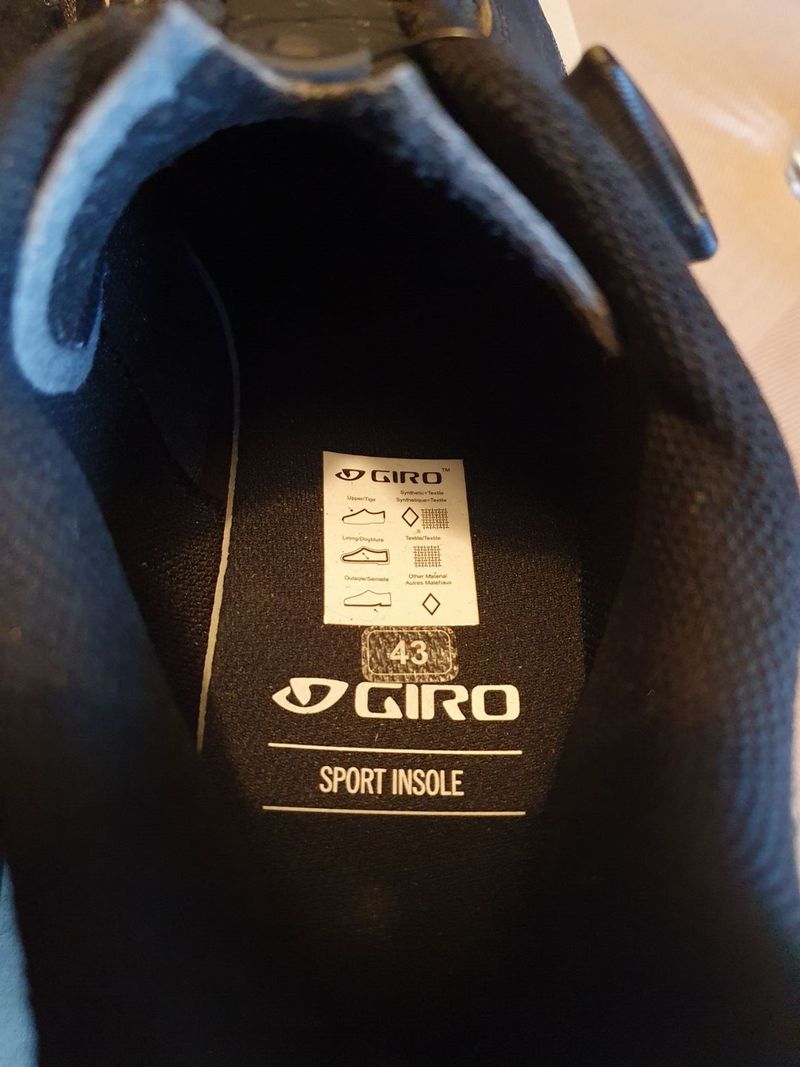 GIRO™
Upper/Tige
Synthetic+Textile
Synthetique+Textile
Lining/Doublure
Textile/Textile
Outsole/Semelle
Other Material
Autres Matériaux
43
GIRO
SPORT INSOLE